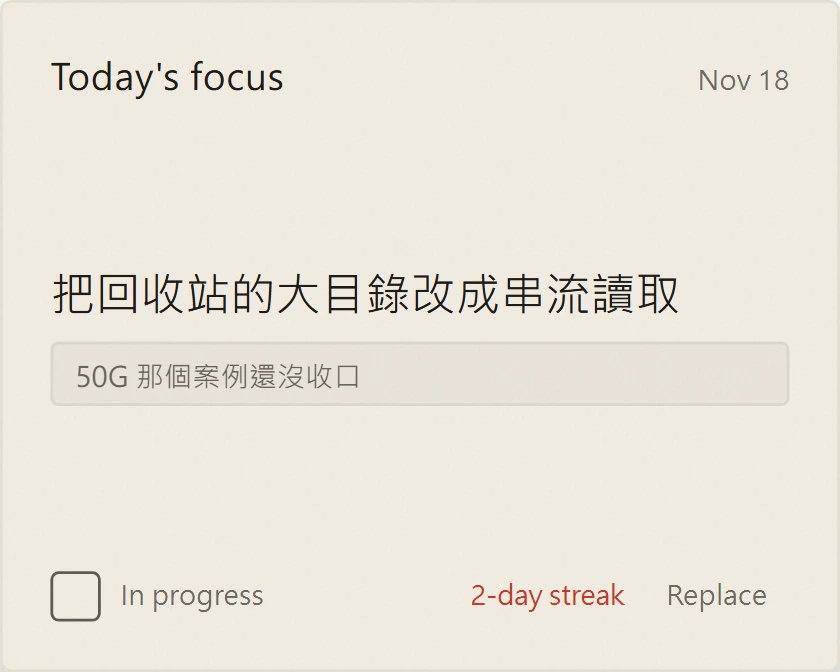 Today's focus
Nov 18
把回收站的大目錄改成串流讀取
50G 那個案例還沒收口
In progress
2-day streak
Replace